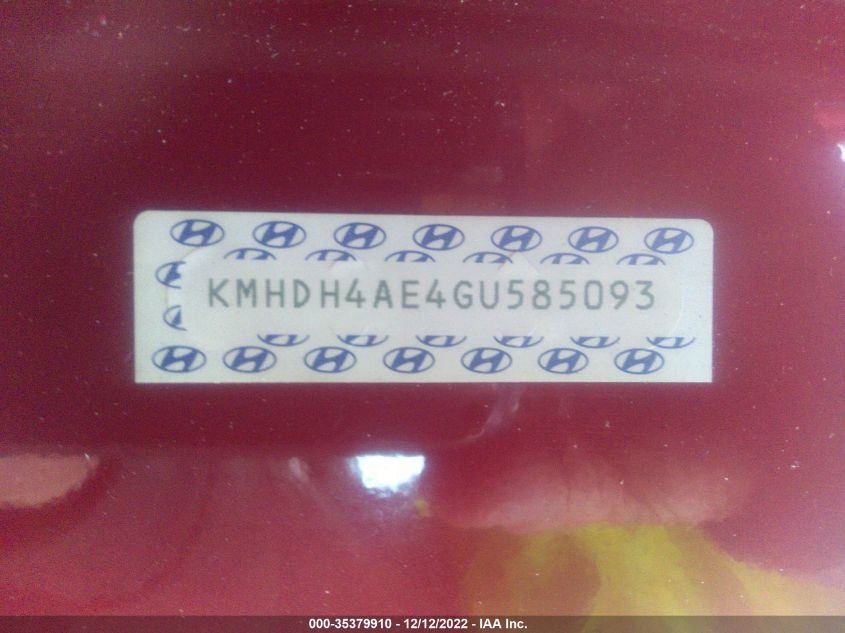 KMHDH4AE4GU585093
000-35379910 - 12/12/2022 - IAA Inc.